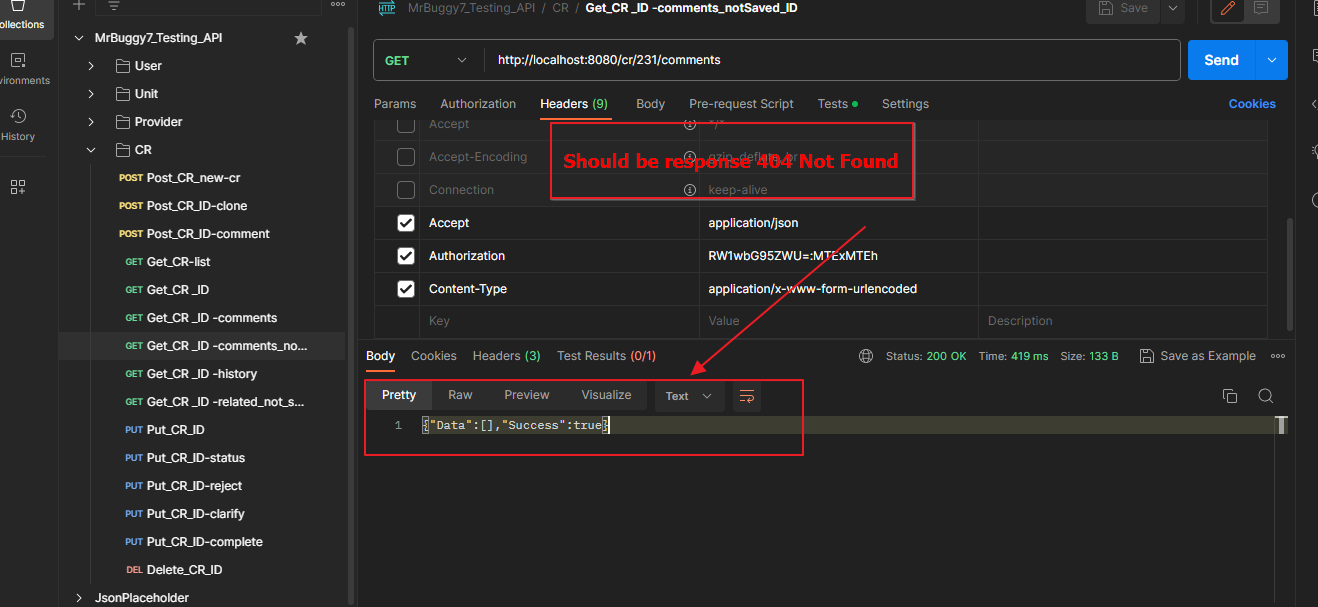 MrBuggy7_Testing_API / CR / Get_CR _ID -comments_notSaved_ID
Save
ollections
vironments
History
MrBuggy7_Testing_API
User
Unit
Provider
CR
POST Post_CR_new-cr
POST Post_CR_ID-clone
POST Post_CR_ID-comment
GET Get_CR-list
GET Get_CR _ID
GET Get_CR _ID -comments
GET Get_CR _ID -comments_no...
GET Get_CR _ID -history
GET Get_CR _ID -related_not_s...
PUT Put_CR_ID
PUT Put_CR_ID-status
PUT Put_CR_ID-reject
PUT Put_CR_ID-clarify
PUT Put_CR_ID-complete
DEL Delete_CR_ID
JsonPlaceholder
HTTP
GET http://localhost:8080/cr/231/comments
Send
Params Authorization Headers (9) Body Pre-request Script Tests Settings Cookies
Accept */*
Accept-Encoding gzip, deflate, br
Should be response 404 Not Found
Connection keep-alive
Accept application/json
Authorization RW1wbG95ZWU=:MTExMTEh
Content-Type application/x-www-form-urlencoded
Key Value Description
Body Cookies Headers (3) Test Results (0/1) Status: 200 OK Time: 419 ms Size: 133 B Save as Example
Pretty Raw Preview Visualize Text
1 {"Data":[],"Success":true}